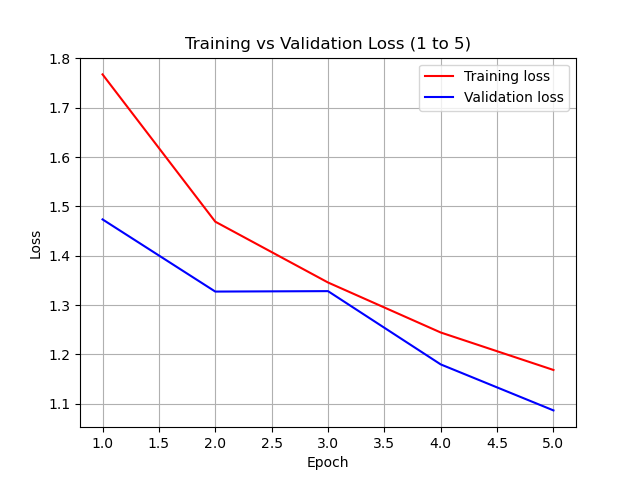 Training vs Validation Loss (1 to 5)
Training loss
Validation loss
Loss
1.8
1.7
1.6
1.5
1.4
1.3
1.2
1.1
1.0 1.5 2.0 2.5 3.0 3.5 4.0 4.5 5.0
Epoch